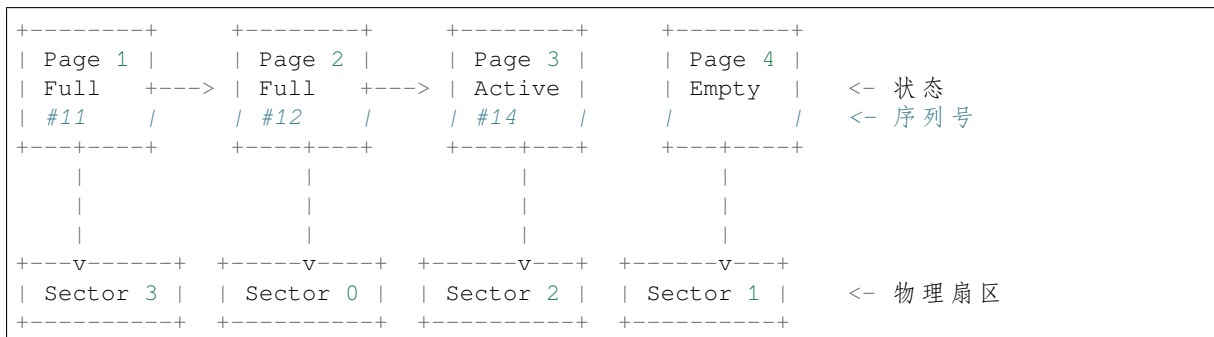 +--------+     +--------+     +--------+     +--------+
| Page 1 |     | Page 2 |     | Page 3 |     | Page 4 |
| Full   +---> | Full   +---> | Active |     | Empty  |   <- 状态
| #11    |     | #12    |     | #14    |     |        |   <- 序列号
+---+----+     +----+---+     +----+---+     +---+----+
    |               |              |             |
    |               |              |             |
    |               |              |             |
+---v------+  +-----v----+  +------v---+  +------v---+
| Sector 3 |  | Sector 0 |  | Sector 2 |  | Sector 1 |   <- 物理扇区
+----------+  +----------+  +----------+  +----------+